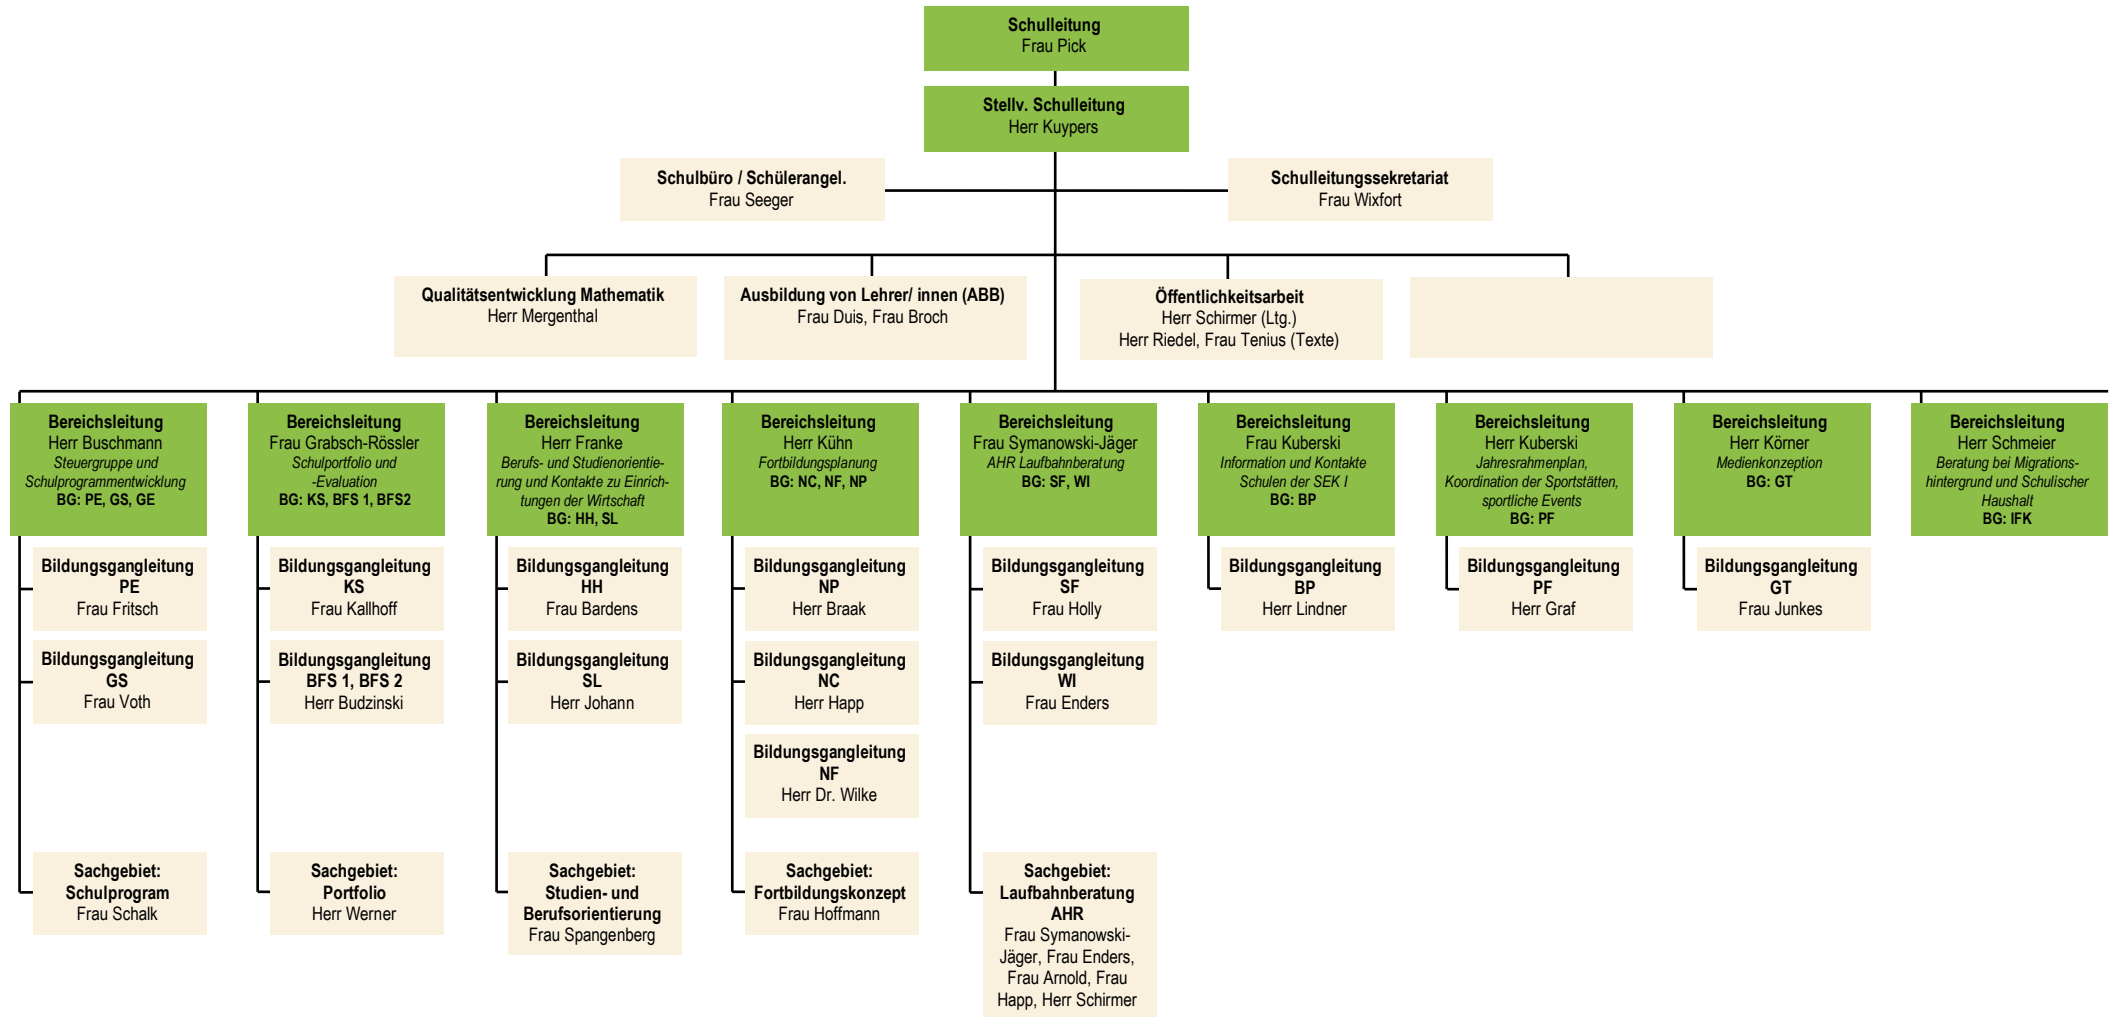 Schulleitung
Frau Pick
Stellv. Schulleitung
Herr Kuypers
Schulbüro / Schülerangel.
Frau Seeger
Schulleitungssekretariat
Frau Wixfort
Qualitätsentwicklung Mathematik
Herr Mergenthal
Ausbildung von Lehrer/ innen (ABB)
Frau Duis, Frau Broch
Öffentlichkeitsarbeit
Herr Schirmer (Ltg.)
Herr Riedel, Frau Tenius (Texte)
Bereichsleitung
Herr Buschmann
Steuergruppe und
Schulprogrammentwicklung
BG: PE, GS, GE
Bereichsleitung
Frau Grabsch-Rössler
Schulportfolio und
-Evaluation
BG: KS, BFS 1, BFS2
Bereichsleitung
Herr Franke
Berufs- und Studienorientie-
rung und Kontakte zu Einrich-
tungen der Wirtschaft
BG: HH, SL
Bereichsleitung
Herr Kühn
Fortbildungsplanung
BG: NC, NF, NP
Bereichsleitung
Frau Symanowski-Jäger
AHR Laufbahnberatung
BG: SF, WI
Bereichsleitung
Frau Kuberski
Information und Kontakte
Schulen der SEK I
BG: BP
Bereichsleitung
Herr Kuberski
Jahresrahmenplan,
Koordination der Sportstätten,
sportliche Events
BG: PF
Bereichsleitung
Herr Körner
Medienkonzeption
BG: GT
Bereichsleitung
Herr Schmeier
Beratung bei Migrations-
hintergrund und Schulischer
Haushalt
BG: IFK
Bildungsgangleitung
PE
Frau Fritsch
Bildungsgangleitung
KS
Frau Kallhoff
Bildungsgangleitung
HH
Frau Bardens
Bildungsgangleitung
NP
Herr Braak
Bildungsgangleitung
SF
Frau Holly
Bildungsgangleitung
BP
Herr Lindner
Bildungsgangleitung
PF
Herr Graf
Bildungsgangleitung
GT
Frau Junkes
Bildungsgangleitung
GS
Frau Voth
Bildungsgangleitung
BFS 1, BFS 2
Herr Budzinski
Bildungsgangleitung
SL
Herr Johann
Bildungsgangleitung
NC
Herr Happ
Bildungsgangleitung
WI
Frau Enders
Bildungsgangleitung
NF
Herr Dr. Wilke
Sachgebiet:
Schulprogram
Frau Schalk
Sachgebiet:
Portfolio
Herr Werner
Sachgebiet:
Studien- und
Berufsorientierung
Frau Spangenberg
Sachgebiet:
Fortbildungskonzept
Frau Hoffmann
Sachgebiet:
Laufbahnberatung
AHR
Frau Symanowski-
Jäger, Frau Enders,
Frau Arnold, Frau
Happ, Herr Schirmer